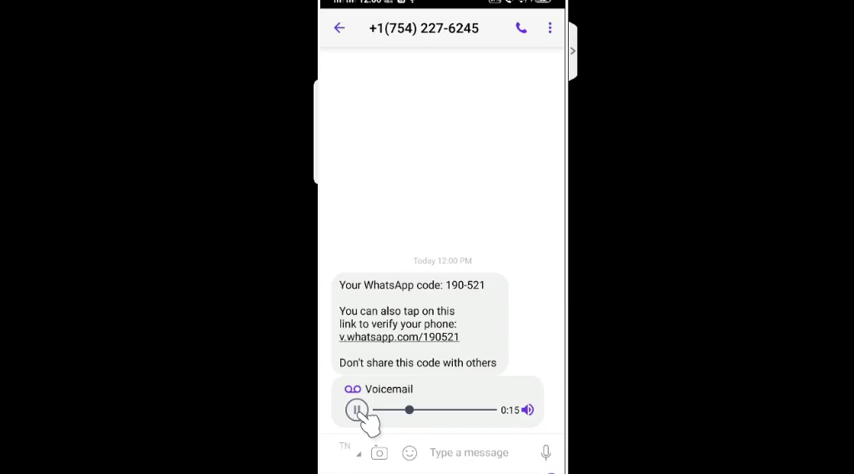 +1(754) 227-6245
Today 12:00 PM
Your WhatsApp code: 190-521
You can also tap on this
link to verify your phone:
v.whatsapp.com/190521
Don't share this code with others
Voicemail
0:15
TN
Type a message